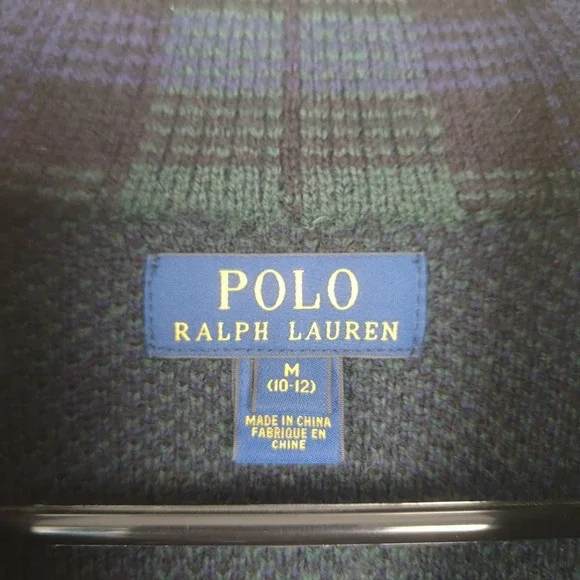 POLO
RALPH LAUREN
M
(10-12)
MADE IN CHINA
FABRIQUE EN
CHINE